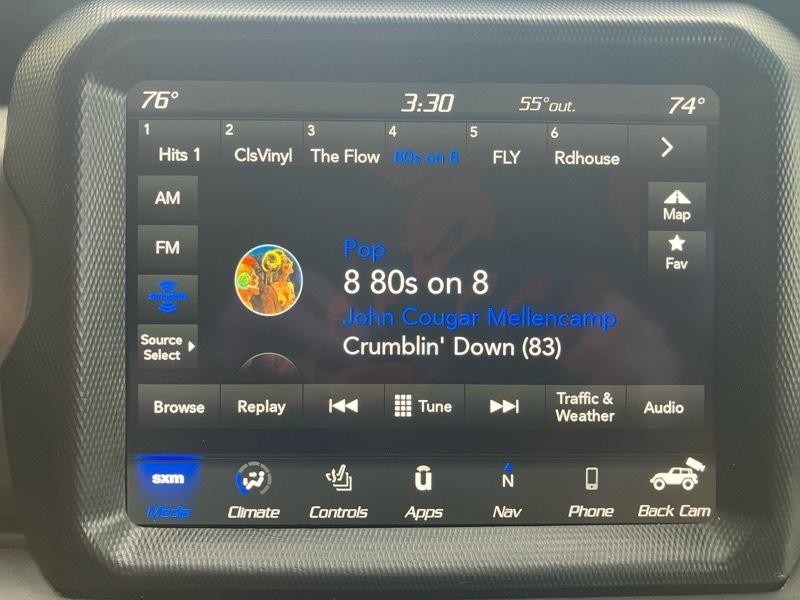 76° 3:30 55°out. 74°
1 2 3 4 5 6
Hits 1 ClsVinyl The Flow 80s on 8 FLY Rdhouse
AM
Map
FM
Fav
Pop
8 80s on 8
John Cougar Mellencamp
Crumblin' Down (83)
Source
Select
Browse Replay Tune Traffic &
Weather Audio
sxm u N
Media Climate Controls Apps Nav Phone Back Cam